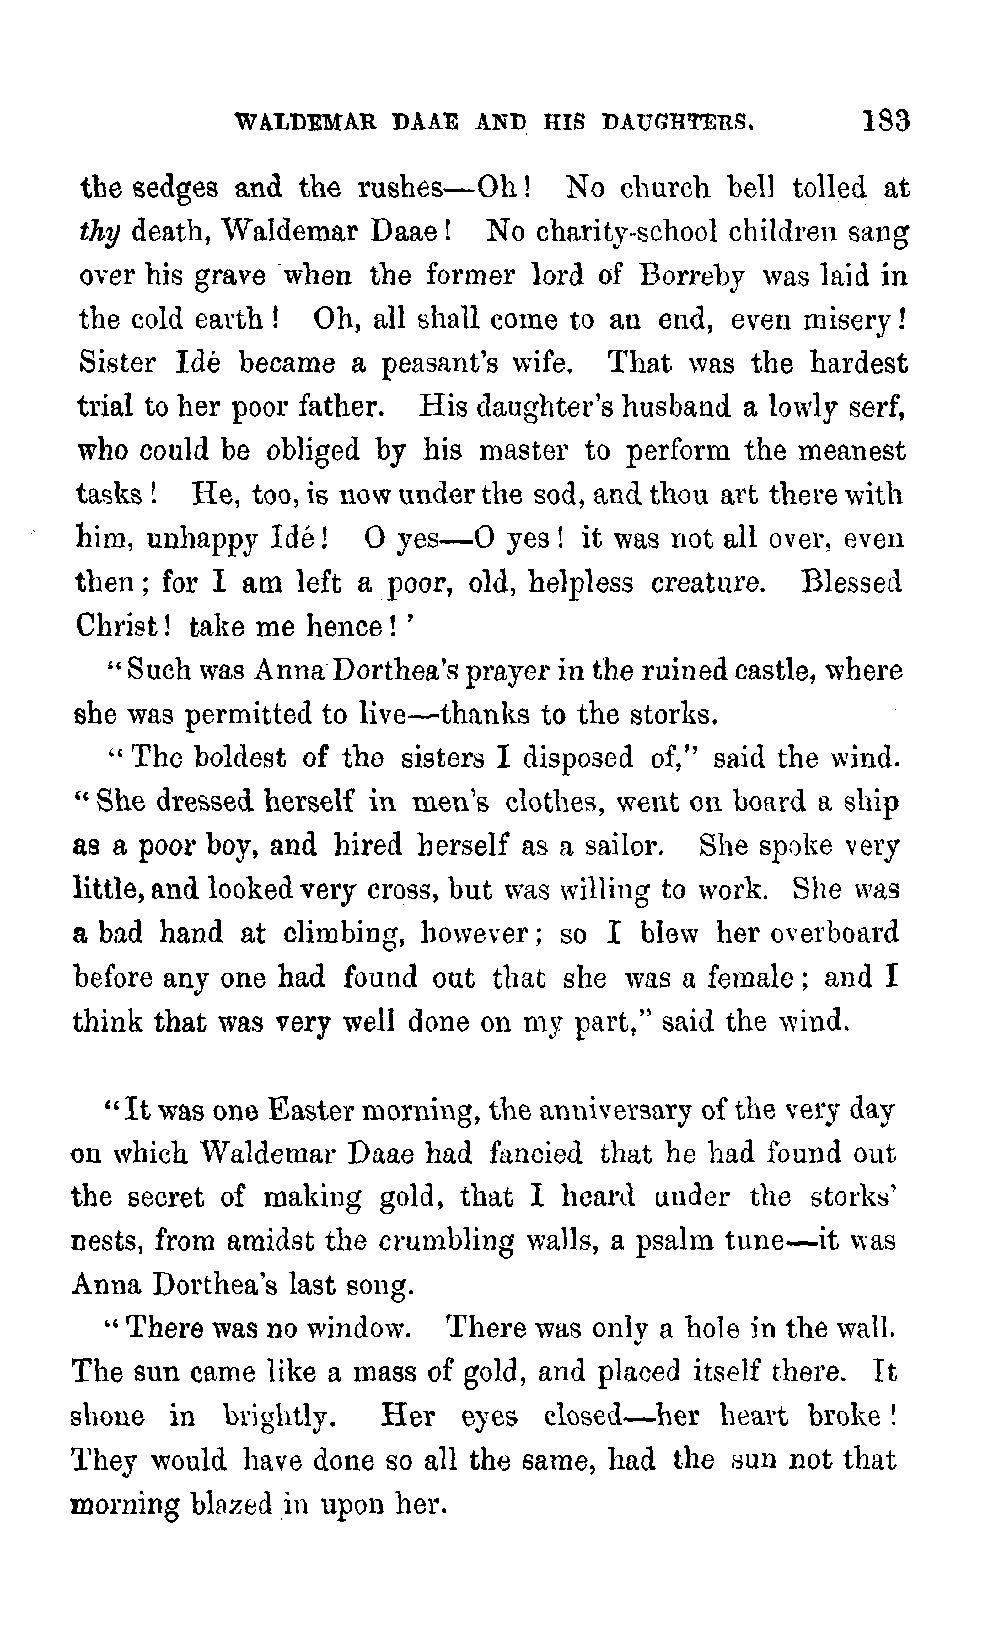 WALDEMAR DAAE AND HIS DAUGHTERS. 183
the sedges and the rushes—Oh! No church bell tolled at
thy death, Waldemar Daae! No charity-school children sang
over his grave when the former lord of Borreby was laid in
the cold earth! Oh, all shall come to an end, even misery!
Sister Idé became a peasant's wife. That was the hardest
trial to her poor father. His daughter's husband a lowly serf,
who could be obliged by his master to perform the meanest
tasks! He, too, is now under the sod, and thou art there with
him, unhappy Idé! O yes—O yes! it was not all over, even
then; for I am left a poor, old, helpless creature. Blessed
Christ! take me hence!'
"Such was Anna Dorthea's prayer in the ruined castle, where
she was permitted to live—thanks to the storks.
"The boldest of the sisters I disposed of," said the wind.
"She dressed herself in men's clothes, went on board a ship
as a poor boy, and hired herself as a sailor. She spoke very
little, and looked very cross, but was willing to work. She was
a bad hand at climbing, however; so I blew her overboard
before any one had found out that she was a female; and I
think that was very well done on my part," said the wind.
"It was one Easter morning, the anniversary of the very day
on which Waldemar Daae had fancied that he had found out
the secret of making gold, that I heard under the storks'
nests, from amidst the crumbling walls, a psalm tune—it was
Anna Dorthea's last song.
"There was no window. There was only a hole in the wall.
The sun came like a mass of gold, and placed itself there. It
shone in brightly. Her eyes closed—her heart broke!
They would have done so all the same, had the sun not that
morning blazed in upon her.